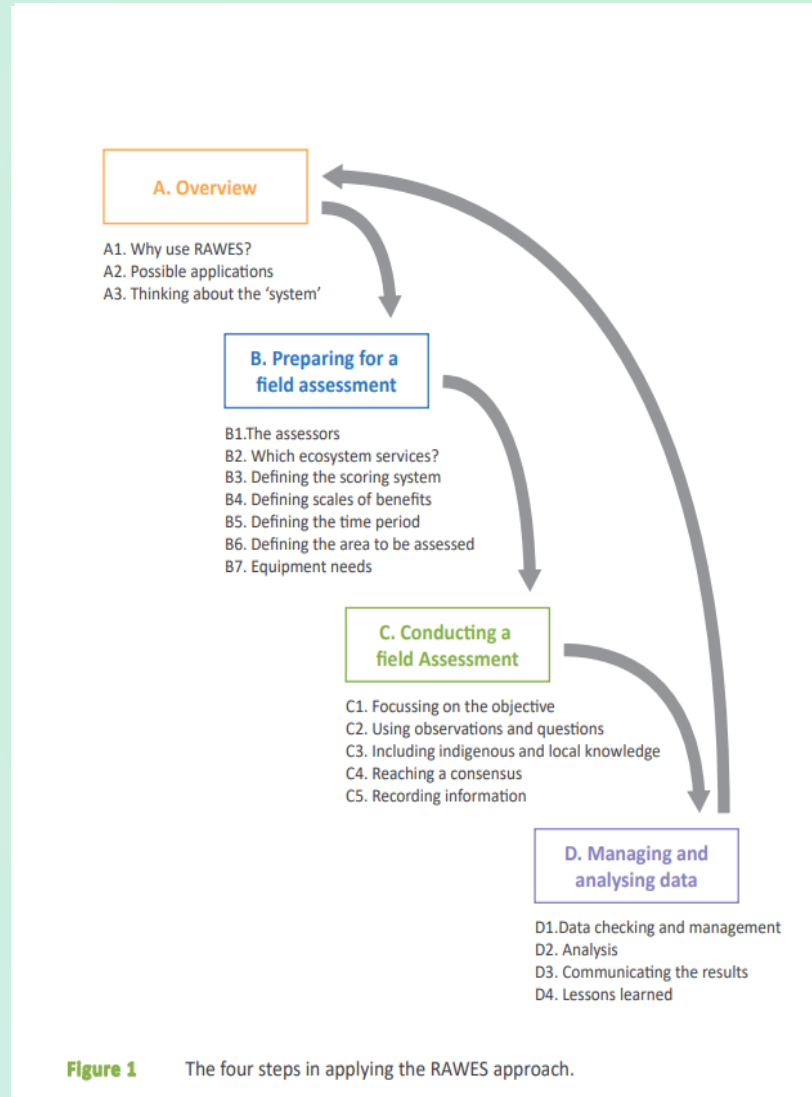 A. Overview
A1. Why use RAWES?
A2. Possible applications
A3. Thinking about the ‘system’
B. Preparing for a
field assessment
B1.The assessors
B2. Which ecosystem services?
B3. Defining the scoring system
B4. Defining scales of benefits
B5. Defining the time period
B6. Defining the area to be assessed
B7. Equipment needs
C. Conducting a
field Assessment
C1. Focussing on the objective
C2. Using observations and questions
C3. Including indigenous and local knowledge
C4. Reaching a consensus
C5. Recording information
D. Managing and
analysing data
D1.Data checking and management
D2. Analysis
D3. Communicating the results
D4. Lessons learned
Figure 1 The four steps in applying the RAWES approach.